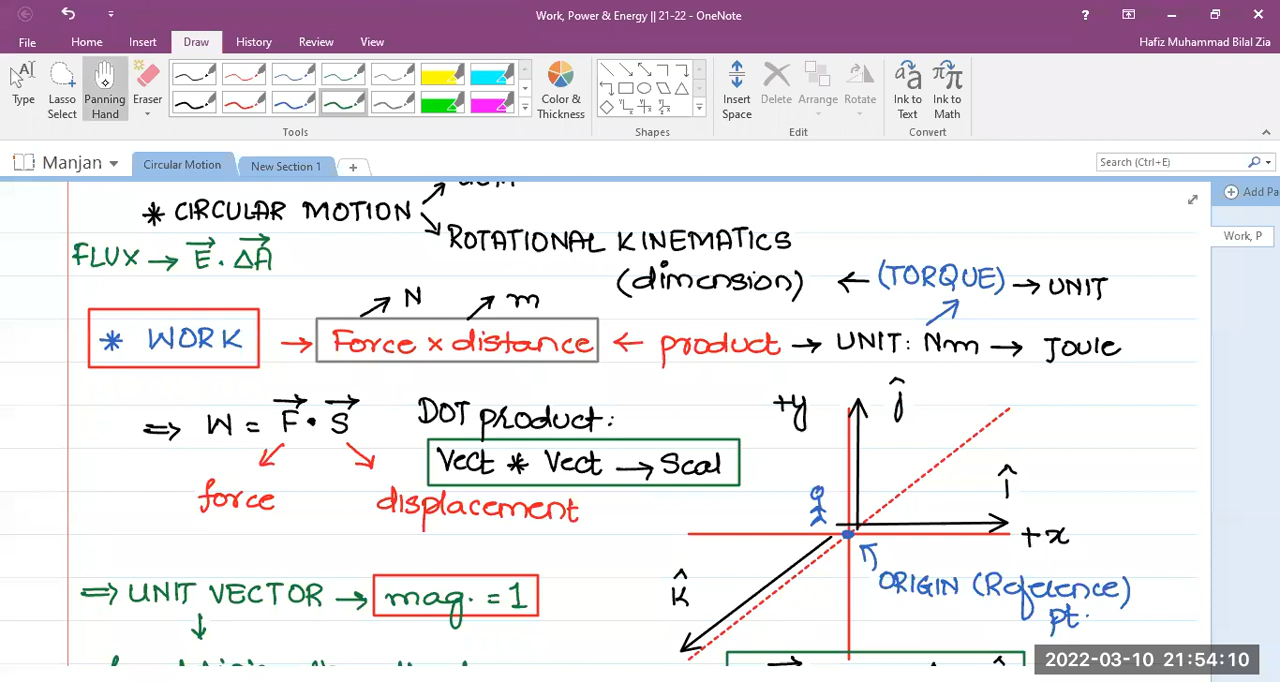 Work, Power & Energy || 21-22 - OneNote
File Home Insert Draw History Review View
Hafiz Muhammad Bilal Zia
Type
Lasso Select
Panning Hand
Eraser
Color & Thickness
Insert Space
Delete
Arrange
Rotate
Ink to Text
Ink to Math
Tools
Shapes
Edit
Convert
Manjan
Circular Motion
New Section 1
Search (Ctrl+E)
Add Pa
Work, P
* CIRCULAR MOTION
ROTATIONAL KINEMATICS
FLUX → E . ΔA
(dimension) ← (TORQUE) → UNIT
N m
* WORK → Force x distance ← product → UNIT: Nm → Joule
⇒ W = F . S
force
displacement
DOT product:
Vect * Vect → Scal
+y ĵ
î
+x
k̂
ORIGIN (Reference)
pt.
⇒ UNIT VECTOR → mag. = 1
2022-03-10 21:54:10